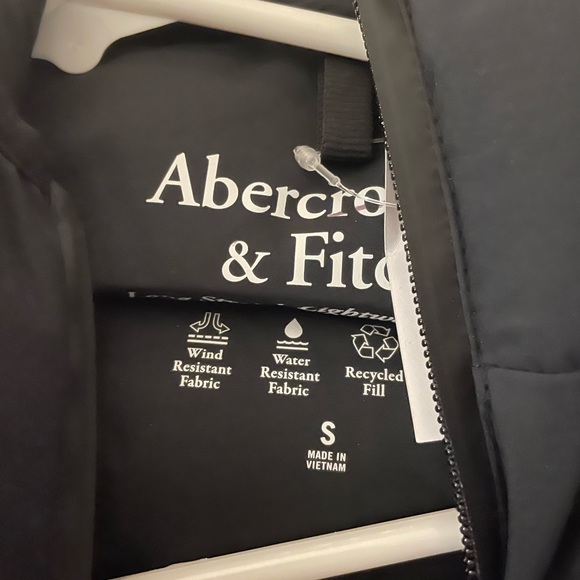 Abercro
& Fitc
Wind
Resistant
Fabric
Water
Resistant
Fabric
Recycled
Fill
S
MADE IN
VIETNAM